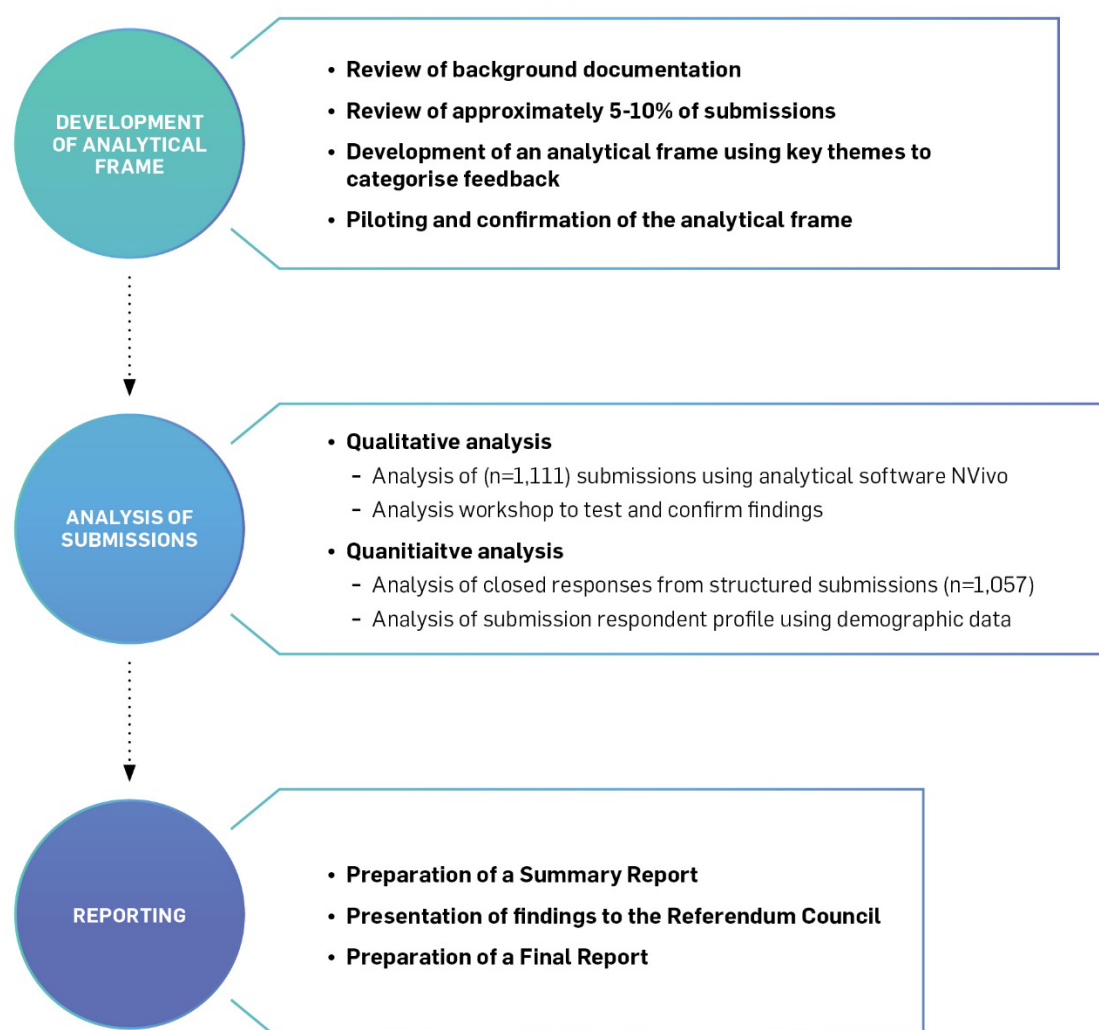 DEVELOPMENT
OF ANALYTICAL
FRAME
• Review of background documentation
• Review of approximately 5-10% of submissions
• Development of an analytical frame using key themes to
categorise feedback
• Piloting and confirmation of the analytical frame
ANALYSIS OF
SUBMISSIONS
• Qualitative analysis
- Analysis of (n=1,111) submissions using analytical software NVivo
- Analysis workshop to test and confirm findings
• Quanitiaitve analysis
- Analysis of closed responses from structured submissions (n=1,057)
- Analysis of submission respondent profile using demographic data
REPORTING
• Preparation of a Summary Report
• Presentation of findings to the Referendum Council
• Preparation of a Final Report